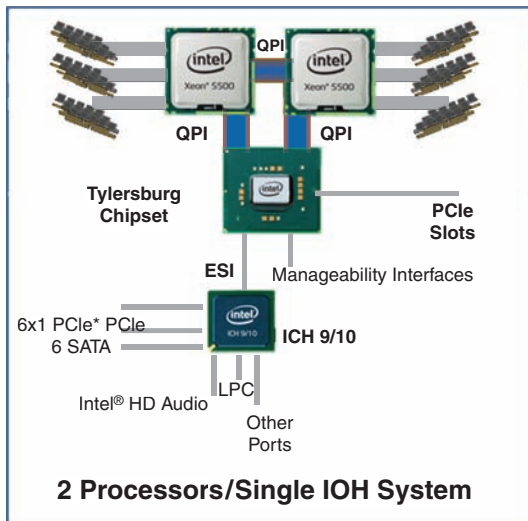 QPI
intel
Xeon® 5500
intel
Xeon® 5500
QPI
QPI
intel
Tylersburg
Chipset
PCIe
Slots
ESI
Manageability Interfaces
intel
ICH 9/10
ICH 9/10
6x1 PCIe* PCIe
6 SATA
LPC
Intel® HD Audio
Other
Ports
2 Processors/Single IOH System